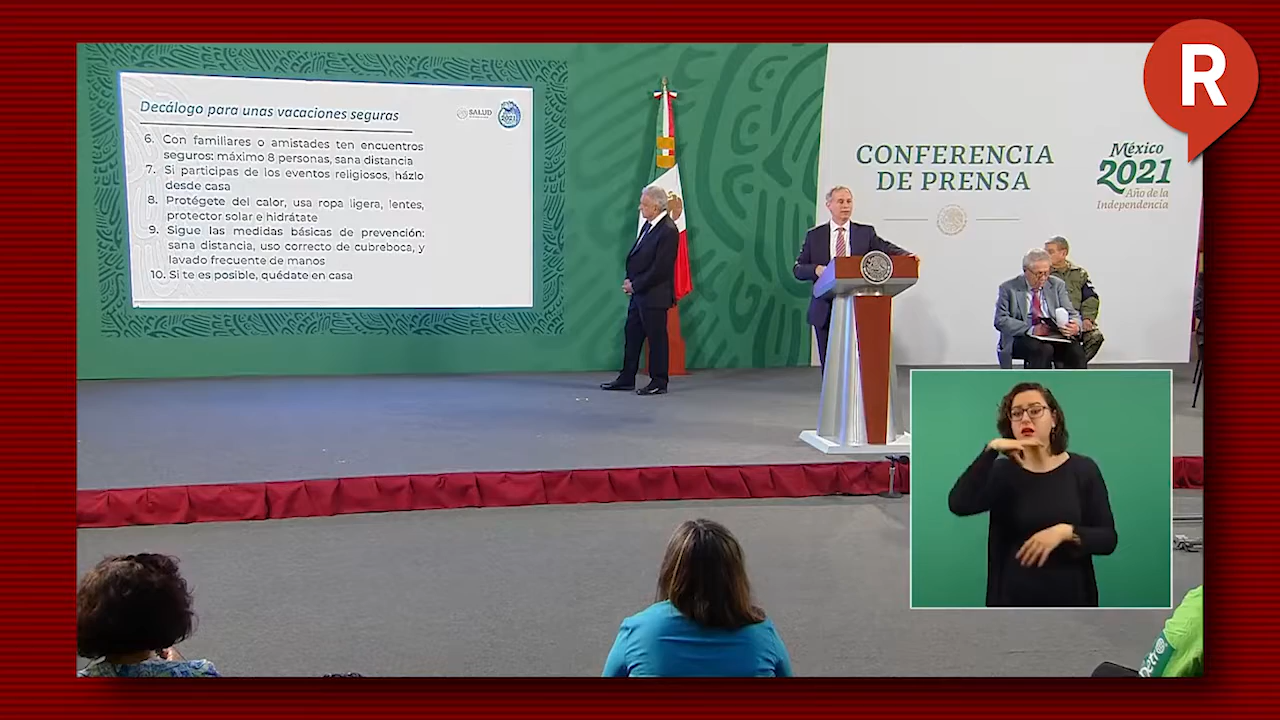 R
Decálogo para unas vacaciones seguras
SALUD
2021
6. Con familiares o amistades ten encuentros
seguros: máximo 8 personas, sana distancia
7. Si participas de los eventos religiosos, házlo
desde casa
8. Protégete del calor, usa ropa ligera, lentes,
protector solar e hidrátate
9. Sigue las medidas básicas de prevención:
sana distancia, uso correcto de cubreboca, y
lavado frecuente de manos
10. Si te es posible, quédate en casa
CONFERENCIA
DE PRENSA
México
2021
Año de la
Independencia